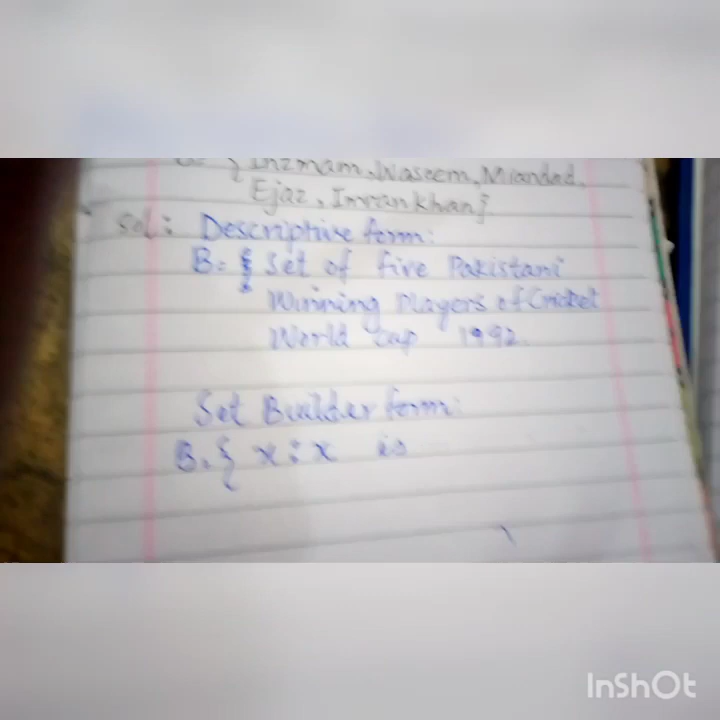 {Inzmam, Waseem, Miandad,
Ejaz, Imran khan}
Sol: Descriptive form:
B = { Set of five Pakistani
Winning Players of Cricket
World cup 1992.
Set Builder form:
B = { x : x is
InShOt